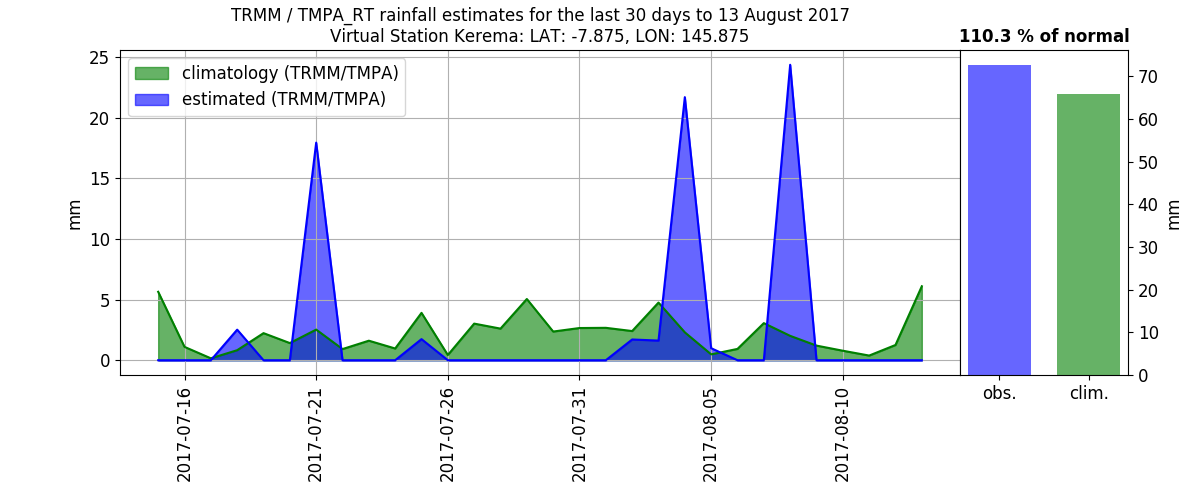 TRMM / TMPA_RT rainfall estimates for the last 30 days to 13 August 2017
Virtual Station Kerema: LAT: -7.875, LON: 145.875
110.3 % of normal
climatology (TRMM/TMPA)
estimated (TRMM/TMPA)
25
20
15
10
5
0
mm
2017-07-16
2017-07-21
2017-07-26
2017-07-31
2017-08-05
2017-08-10
70
60
50
40
30
20
10
0
mm
obs.
clim.